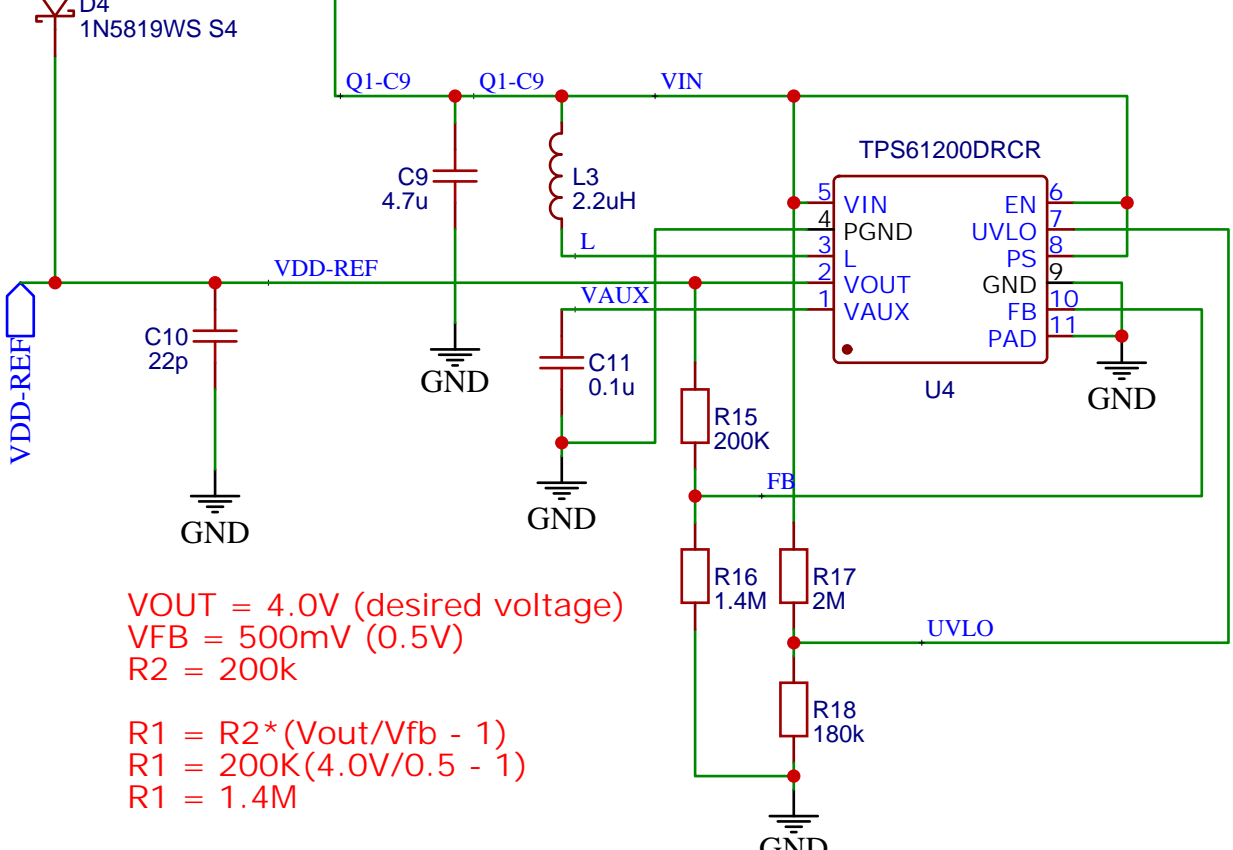 D4
1N5819WS S4
Q1-C9
Q1-C9
VIN
TPS61200DRCR
C9
4.7u
L3
2.2uH
5
VIN
EN
6
4
PGND
UVLO
7
L
3
L
PS
8
VDD-REF
2
VOUT
GND
9
VAUX
1
VAUX
FB
10
PAD
11
C10
22p
VDD-REF
GND
C11
0.1u
U4
GND
R15
200K
GND
GND
FB
R16
1.4M
R17
2M
UVLO
R18
180k
GND
VOUT = 4.0V (desired voltage)
VFB = 500mV (0.5V)
R2 = 200k
R1 = R2*(Vout/Vfb - 1)
R1 = 200K(4.0V/0.5 - 1)
R1 = 1.4M